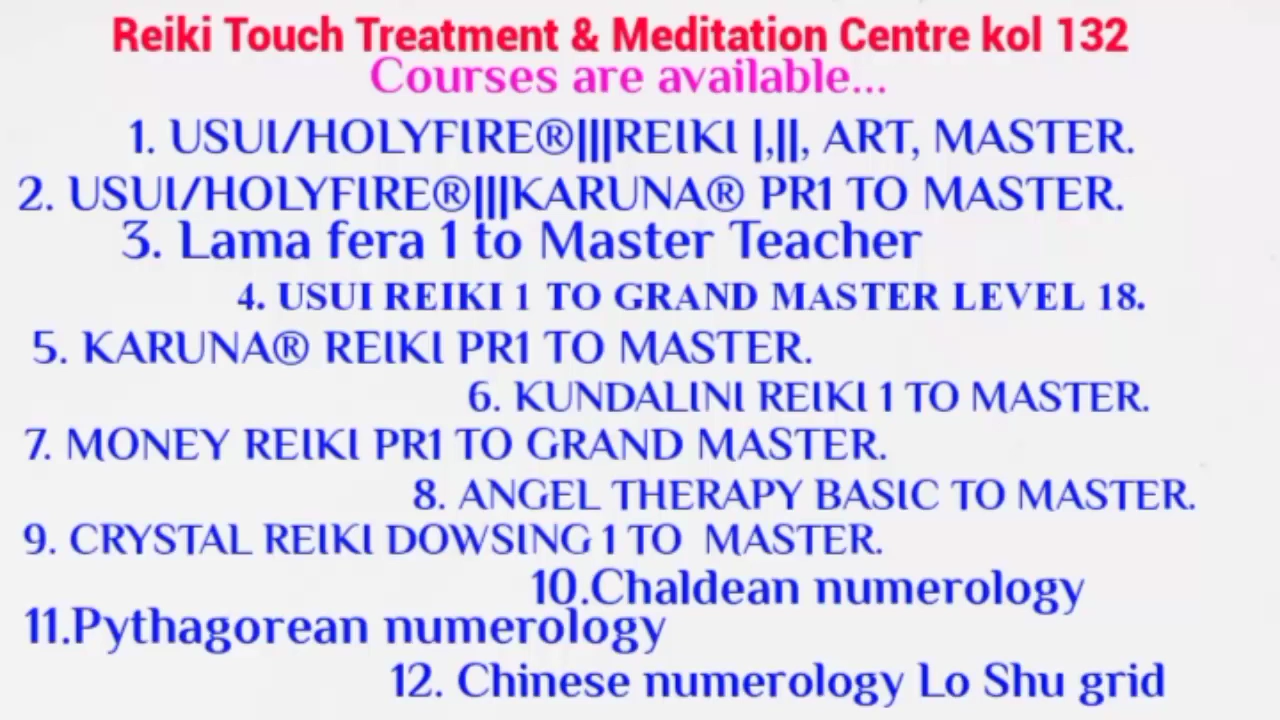 Reiki Touch Treatment & Meditation Centre kol 132
Courses are available...
1. USUI/HOLYFIRE®|||REIKI |,||, ART, MASTER.
2. USUI/HOLYFIRE®|||KARUNA® PR1 TO MASTER.
3. Lama fera 1 to Master Teacher
4. USUI REIKI 1 TO GRAND MASTER LEVEL 18.
5. KARUNA® REIKI PR1 TO MASTER.
6. KUNDALINI REIKI 1 TO MASTER.
7. MONEY REIKI PR1 TO GRAND MASTER.
8. ANGEL THERAPY BASIC TO MASTER.
9. CRYSTAL REIKI DOWSING 1 TO MASTER.
10.Chaldean numerology
11.Pythagorean numerology
12. Chinese numerology Lo Shu grid